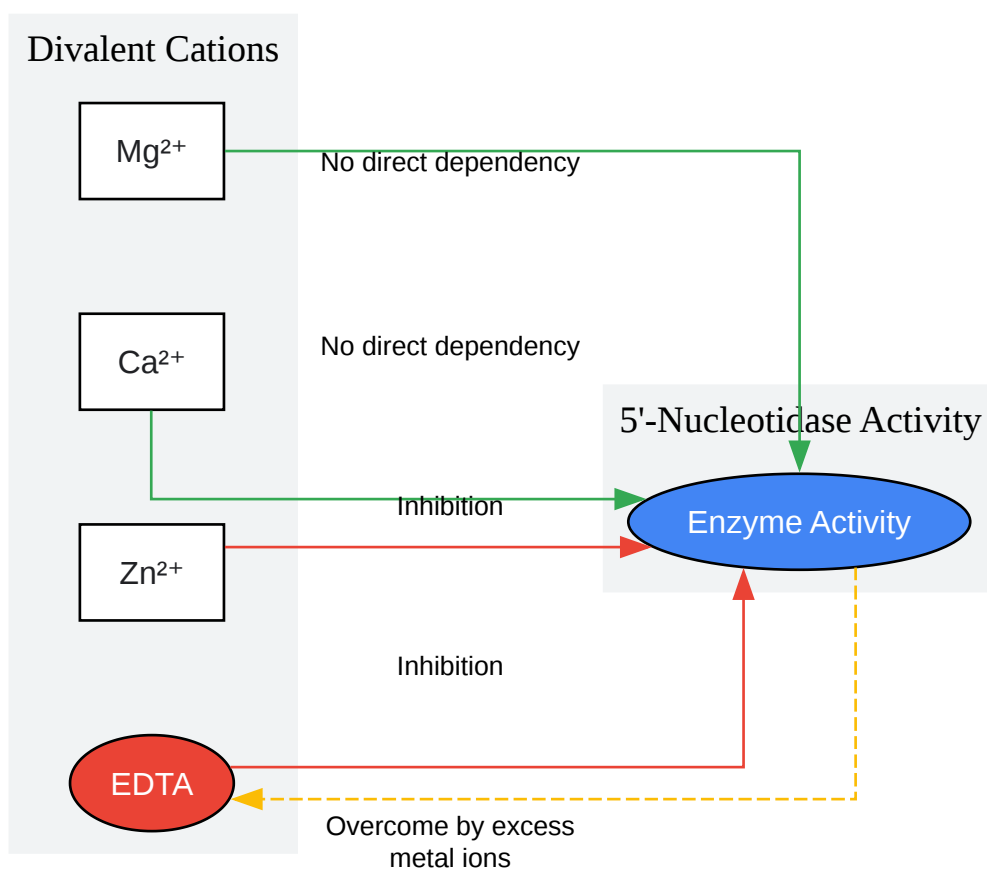 Divalent Cations
Mg²⁺
No direct dependency
Ca²⁺
No direct dependency
5'-Nucleotidase Activity
Inhibition
Enzyme Activity
Zn²⁺
Inhibition
EDTA
Overcome by excess
metal ions